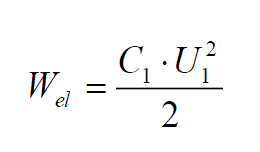 W_el = (C_1 · U_1^2) / 2